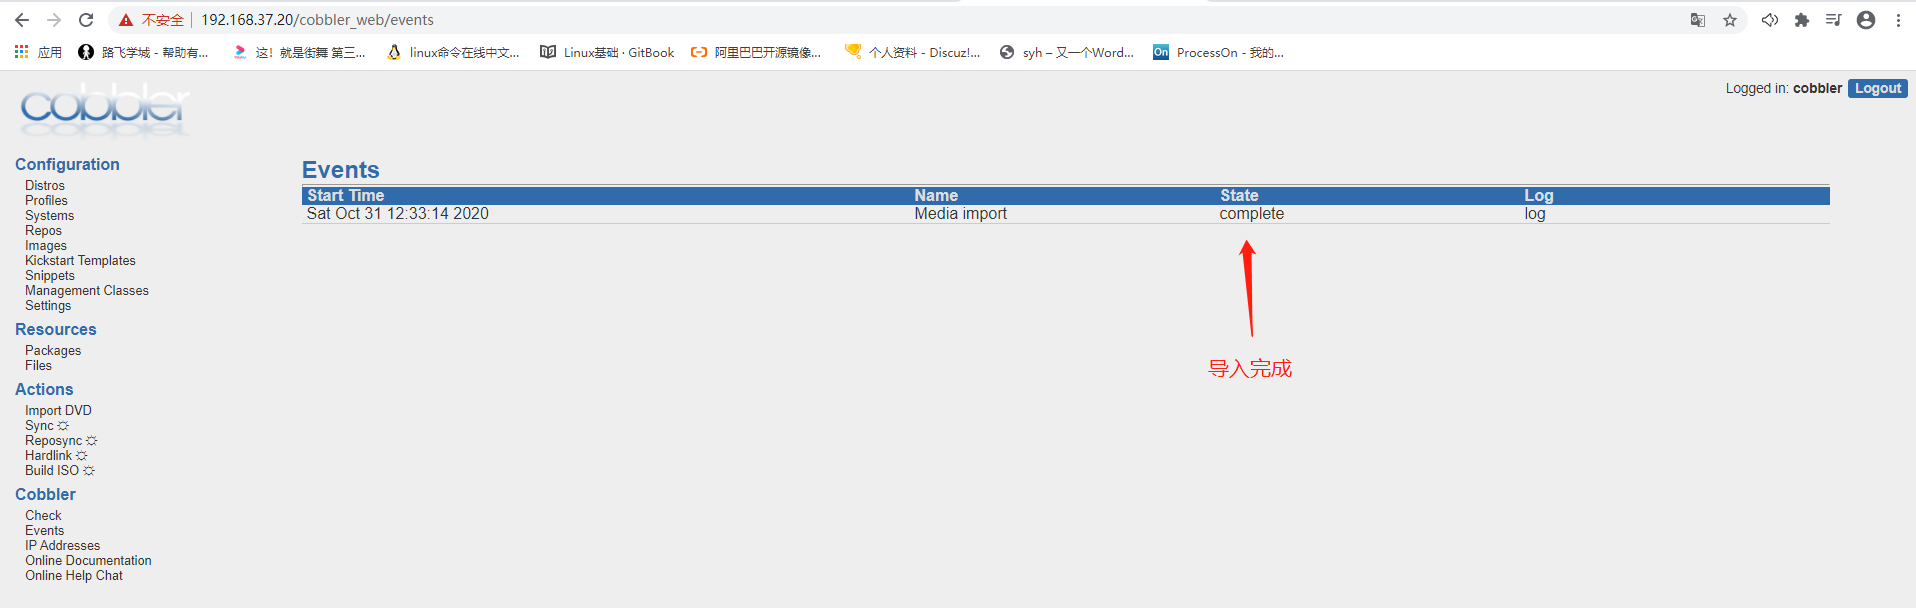 不安全 192.168.37.20/cobbler_web/events
应用 路飞学城 - 帮助有... 这！就是街舞 第三... linux命令在线中文... Linux基础 · GitBook 阿里巴巴开源镜像... 个人资料 - Discuz!... syh – 又一个Word... On ProcessOn - 我的...
cobbler
Logged in: cobbler Logout
Configuration
Distros
Profiles
Systems
Repos
Images
Kickstart Templates
Snippets
Management Classes
Settings
Resources
Packages
Files
Actions
Import DVD
Sync
Reposync
Hardlink
Build ISO
Cobbler
Check
Events
IP Addresses
Online Documentation
Online Help Chat
Events
Start Time Name State Log
Sat Oct 31 12:33:14 2020 Media import complete log
导入完成